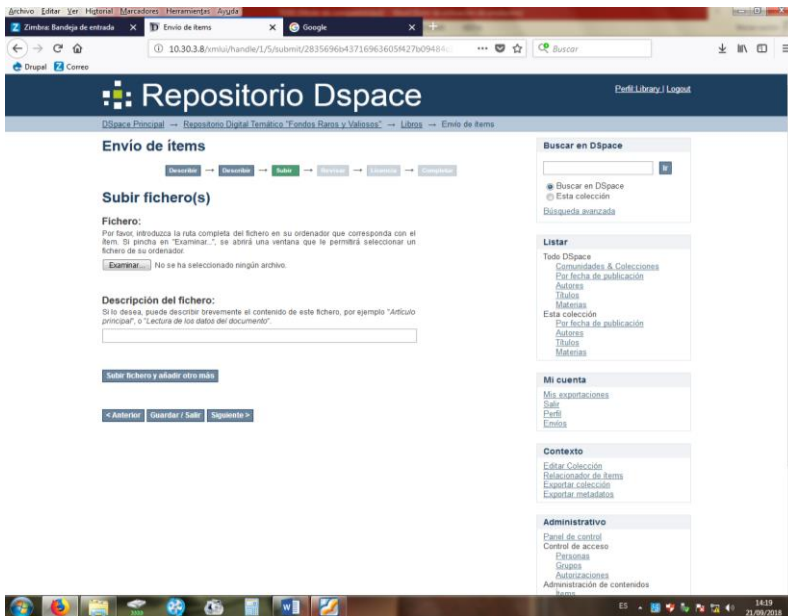 Archivo Editar Ver Historial Marcadores Herramientas Ayuda
Zimbra: Bandeja de entrada
Envío de ítems
Google
10.30.3.8/xmlui/handle/1/5/submit/
Buscar
Drupal Correo
Repositorio Dspace
Perfil:Library | Logout
DSpace Principal → Repositorio Digital Temático "Fondos Raros y Valiosos" → Libros → Envío de ítems
Envío de ítems
Describir → Describir → Subir → Revisar → Licencia → Completar
Subir fichero(s)
Fichero:
Por favor, introduzca la ruta completa del fichero en su ordenador que corresponda con el
ítem. Si pincha en "Examinar...", se abrirá una ventana que le permitirá seleccionar un
fichero de su ordenador.
Examinar... No se ha seleccionado ningún archivo.
Descripción del fichero:
Si lo desea, puede describir brevemente el contenido de este fichero, por ejemplo "Artículo
principal", o "Lectura de los datos del documento".
Subir fichero y añadir otro más
< Anterior Guardar / Salir Siguiente >
Buscar en DSpace
Ir
Buscar en DSpace
Esta colección
Búsqueda avanzada
Listar
Todo DSpace
Comunidades & Colecciones
Por fecha de publicación
Autores
Títulos
Materias
Esta colección
Por fecha de publicación
Autores
Títulos
Materias
Mi cuenta
Mis exportaciones
Salir
Perfil
Envíos
Contexto
Editar Colección
Relacionador de ítems
Exportar colección
Exportar metadatos
Administrativo
Panel de control
Control de acceso
Personas
Grupos
Autorizaciones
Administración de contenidos
Ítems
ES
14:19
21/09/2018